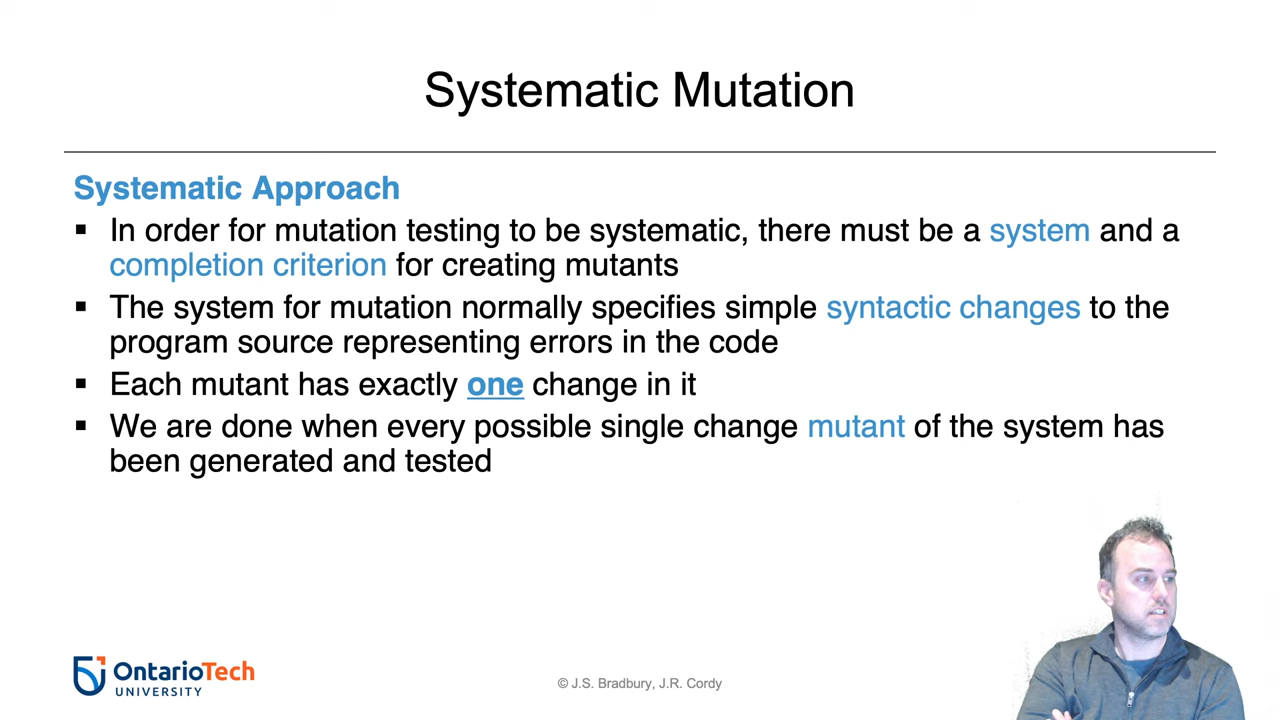 Systematic Mutation
Systematic Approach
▪ In order for mutation testing to be systematic, there must be a system and a
completion criterion for creating mutants
▪ The system for mutation normally specifies simple syntactic changes to the
program source representing errors in the code
▪ Each mutant has exactly one change in it
▪ We are done when every possible single change mutant of the system has
been generated and tested
OntarioTech
UNIVERSITY
© J.S. Bradbury, J.R. Cordy